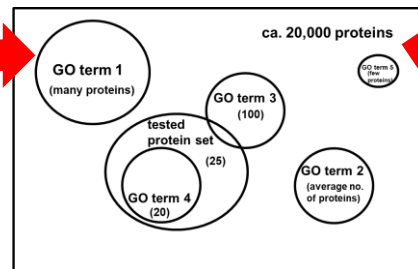 ca. 20,000 proteins
GO term 1
(many proteins)
GO term 5
(few
proteins)
GO term 3
(100)
tested
protein set
(25)
GO term 4
(20)
GO term 2
(average no.
of proteins)